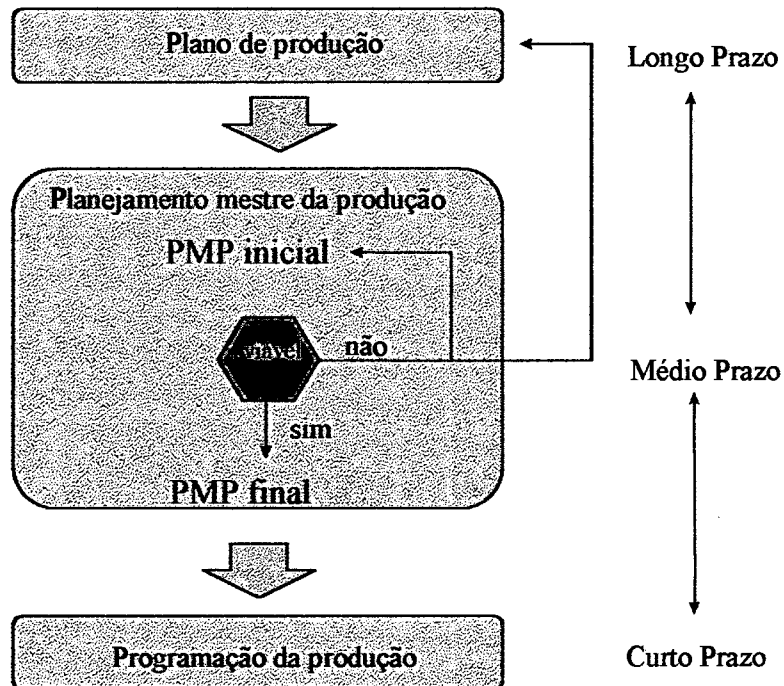 Plano de produção
Longo Prazo
Planejamento mestre da produção
PMP inicial
viável
não
Médio Prazo
sim
PMP final
Programação da produção
Curto Prazo